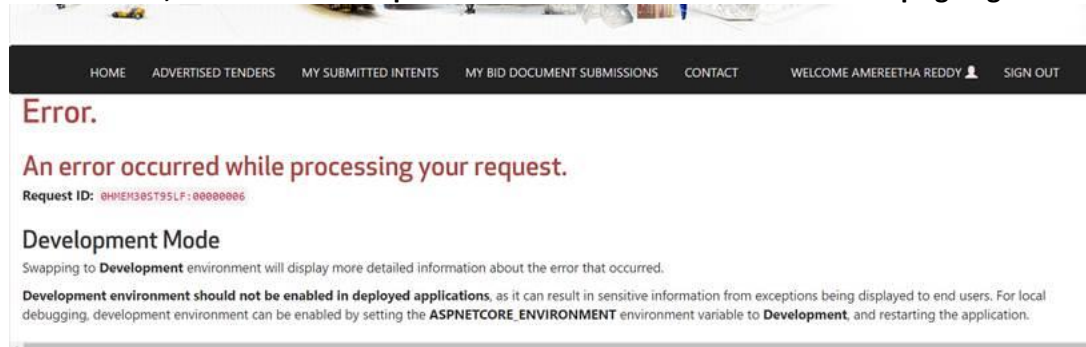 HOME ADVERTISED TENDERS MY SUBMITTED INTENTS MY BID DOCUMENT SUBMISSIONS CONTACT WELCOME AMEREETHA REDDY SIGN OUT
Error.
An error occurred while processing your request.
Request ID: 0HMEM30ST95LF:00000006
Development Mode
Swapping to Development environment will display more detailed information about the error that occurred.
Development environment should not be enabled in deployed applications, as it can result in sensitive information from exceptions being displayed to end users. For local
debugging, development environment can be enabled by setting the ASPNETCORE_ENVIRONMENT environment variable to Development, and restarting the application.